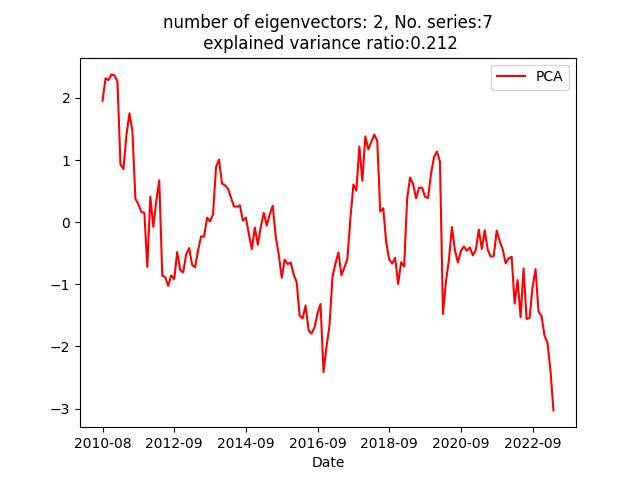 number of eigenvectors: 2, No. series:7
explained variance ratio:0.212
PCA
2
1
0
−1
−2
−3
2010-08 2012-09 2014-09 2016-09 2018-09 2020-09 2022-09
Date